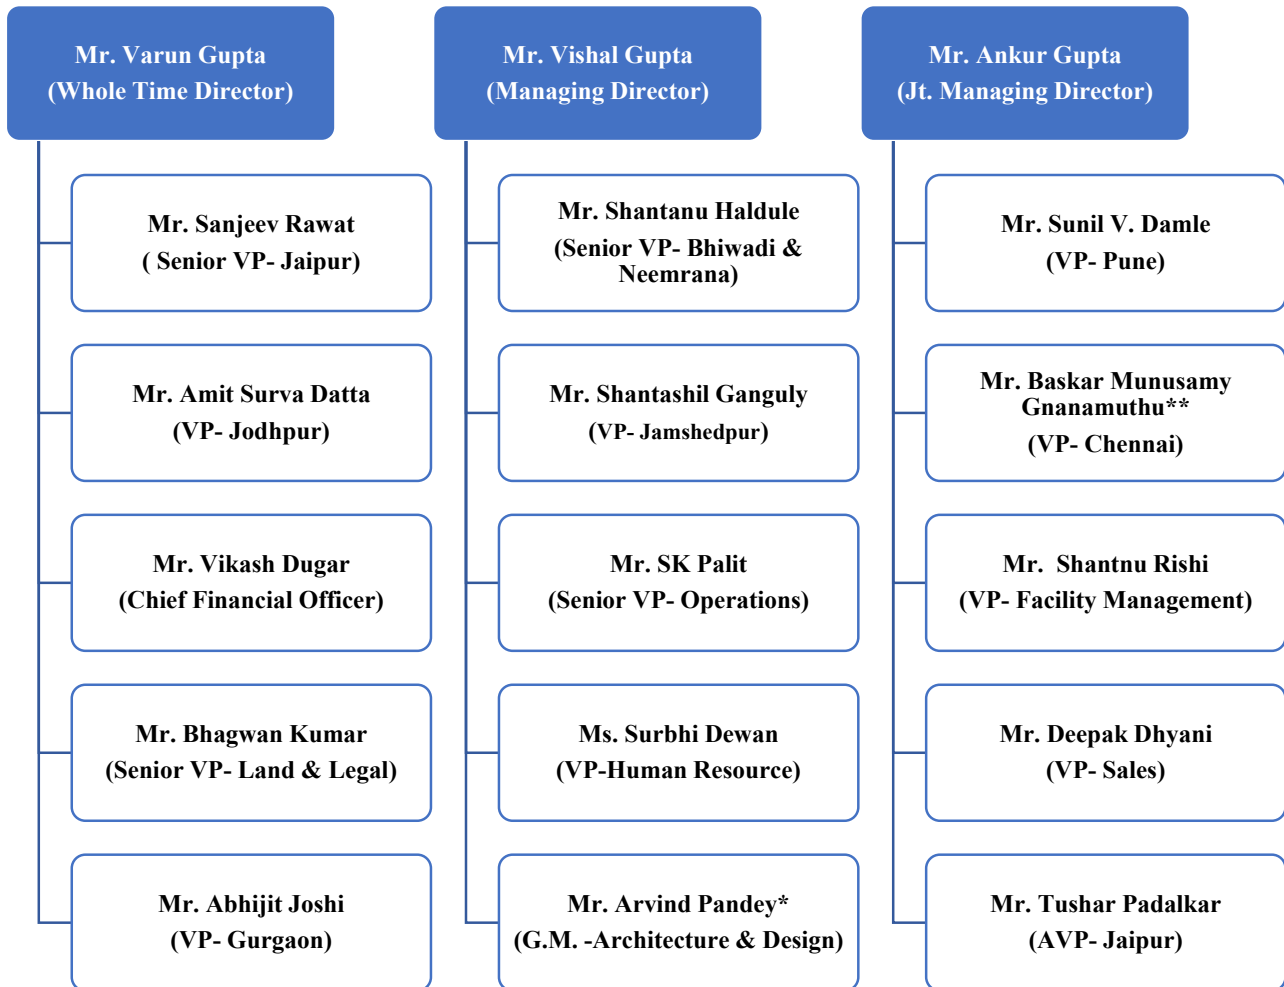 Mr. Varun Gupta
(Whole Time Director)
Mr. Sanjeev Rawat
( Senior VP- Jaipur)
Mr. Amit Surva Datta
(VP- Jodhpur)
Mr. Vikash Dugar
(Chief Financial Officer)
Mr. Bhagwan Kumar
(Senior VP- Land & Legal)
Mr. Abhijit Joshi
(VP- Gurgaon)
Mr. Vishal Gupta
(Managing Director)
Mr. Shantanu Haldule
(Senior VP- Bhiwadi &
Neemrana)
Mr. Shantashil Ganguly
(VP- Jamshedpur)
Mr. SK Palit
(Senior VP- Operations)
Ms. Surbhi Dewan
(VP-Human Resource)
Mr. Arvind Pandey*
(G.M. -Architecture & Design)
Mr. Ankur Gupta
(Jt. Managing Director)
Mr. Sunil V. Damle
(VP- Pune)
Mr. Baskar Munusamy
Gnanamuthu**
(VP- Chennai)
Mr. Shantnu Rishi
(VP- Facility Management)
Mr. Deepak Dhyani
(VP- Sales)
Mr. Tushar Padalkar
(AVP- Jaipur)